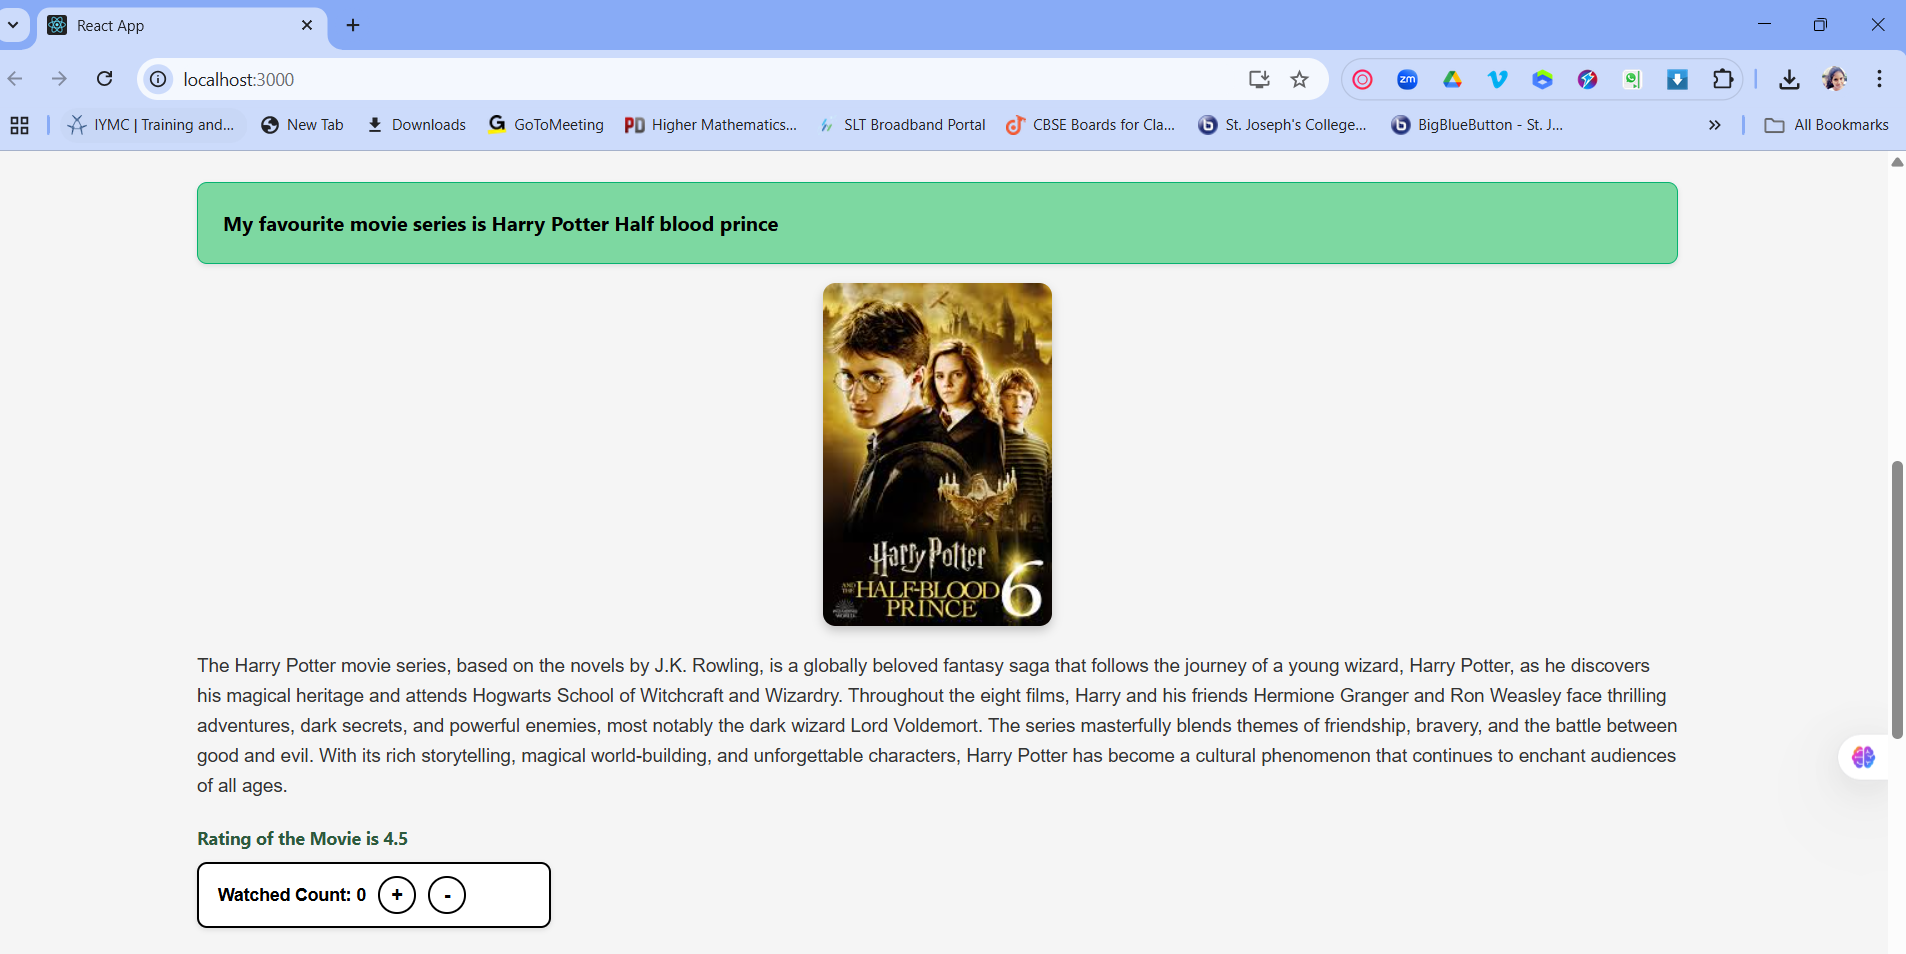 React App
localhost:3000
zm
IYMC | Training and...
New Tab
Downloads
G GoToMeeting
PD Higher Mathematics...
SLT Broadband Portal
CBSE Boards for Cla...
b St. Joseph's College...
b BigBlueButton - St. J...
»
All Bookmarks
My favourite movie series is Harry Potter Half blood prince
Harry Potter
AND THE HALF-BLOOD
PRINCE
6
The Harry Potter movie series, based on the novels by J.K. Rowling, is a globally beloved fantasy saga that follows the journey of a young wizard, Harry Potter, as he discovers
his magical heritage and attends Hogwarts School of Witchcraft and Wizardry. Throughout the eight films, Harry and his friends Hermione Granger and Ron Weasley face thrilling
adventures, dark secrets, and powerful enemies, most notably the dark wizard Lord Voldemort. The series masterfully blends themes of friendship, bravery, and the battle between
good and evil. With its rich storytelling, magical world-building, and unforgettable characters, Harry Potter has become a cultural phenomenon that continues to enchant audiences
of all ages.
Rating of the Movie is 4.5
Watched Count: 0 + -